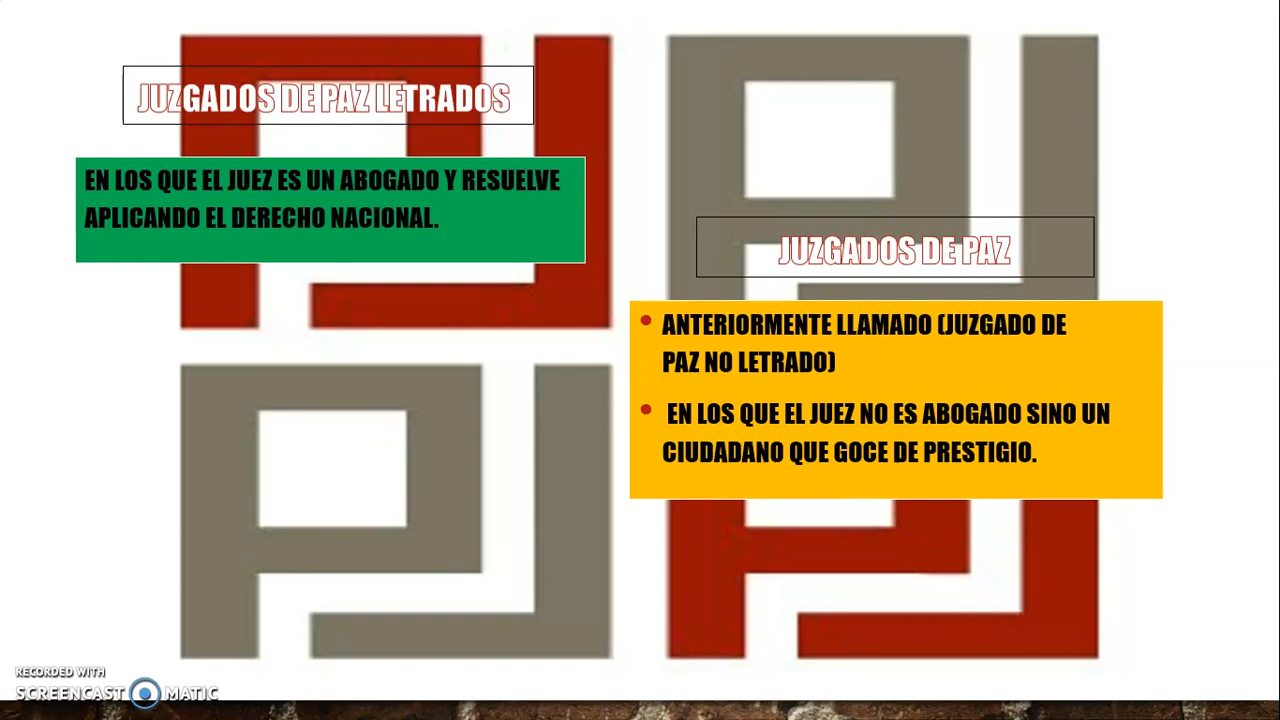 JUZGADOS DE PAZ LETRADOS
EN LOS QUE EL JUEZ ES UN ABOGADO Y RESUELVE
APLICANDO EL DERECHO NACIONAL.
JUZGADOS DE PAZ
• ANTERIORMENTE LLAMADO (JUZGADO DE
PAZ NO LETRADO)
• EN LOS QUE EL JUEZ NO ES ABOGADO SINO UN
CIUDADANO QUE GOCE DE PRESTIGIO.
RECORDED WITH
SCREENCAST MATIC